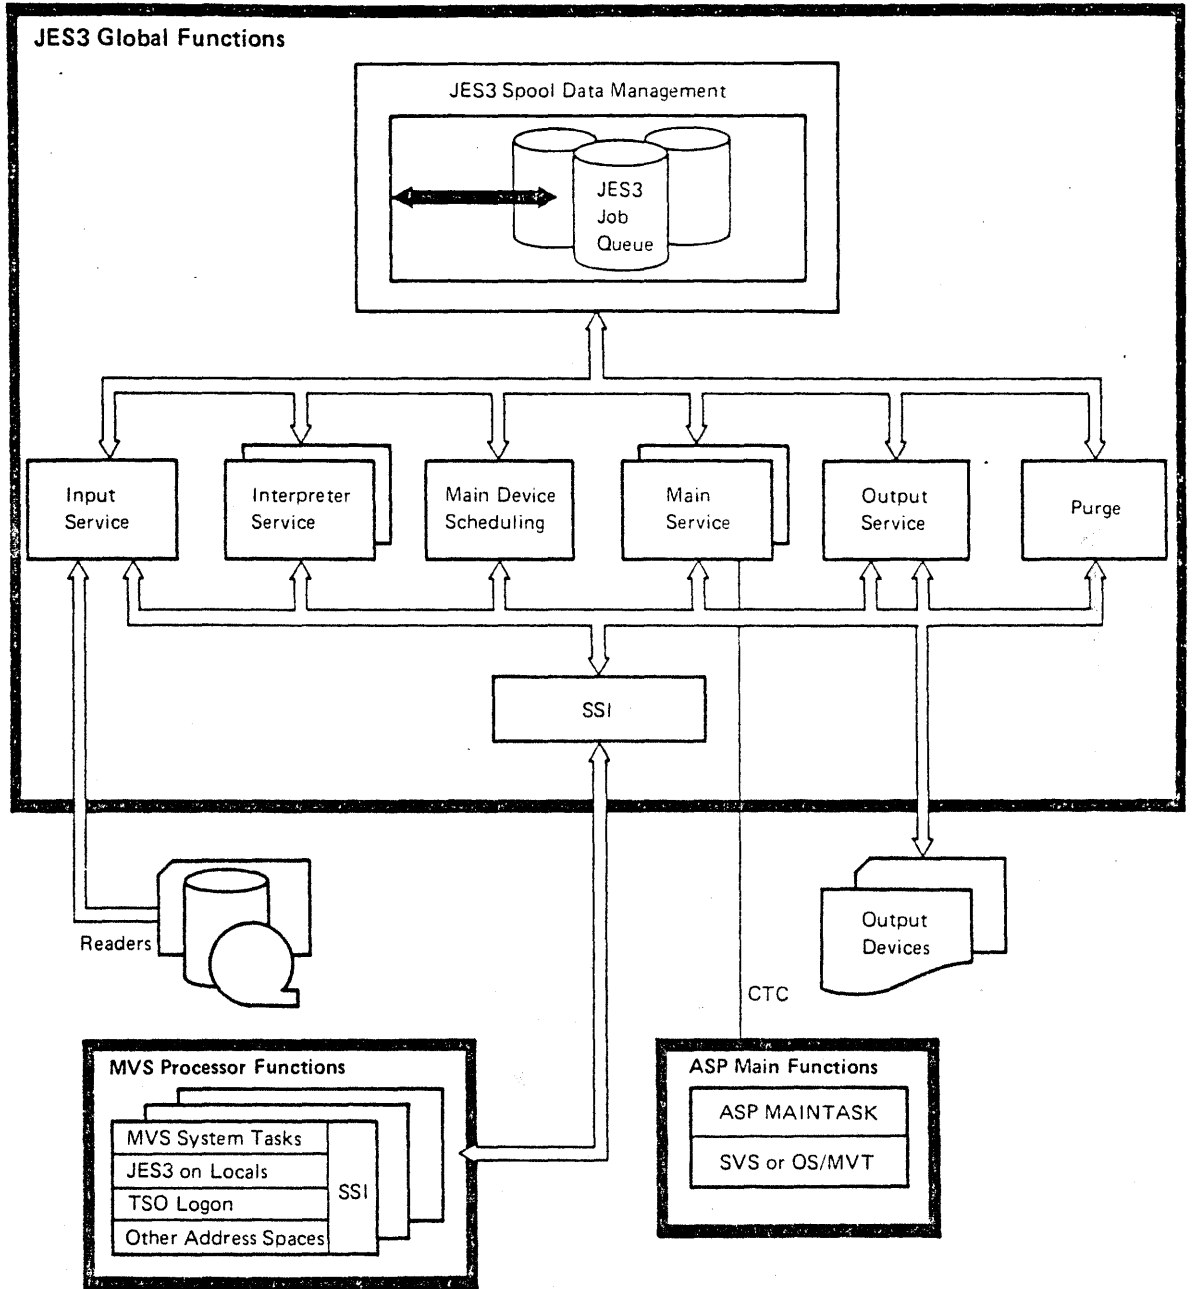 JES3 Global Functions
JES3 Spool Data Management
JES3
Job
Queue
Input
Service
Interpreter
Service
Main Device
Scheduling
Main
Service
Output
Service
Purge
SSI
Readers
Output
Devices
CTC
MVS Processor Functions
MVS System Tasks
JES3 on Locals
TSO Logon
Other Address Spaces
SSI
ASP Main Functions
ASP MAINTASK
SVS or OS/MVT